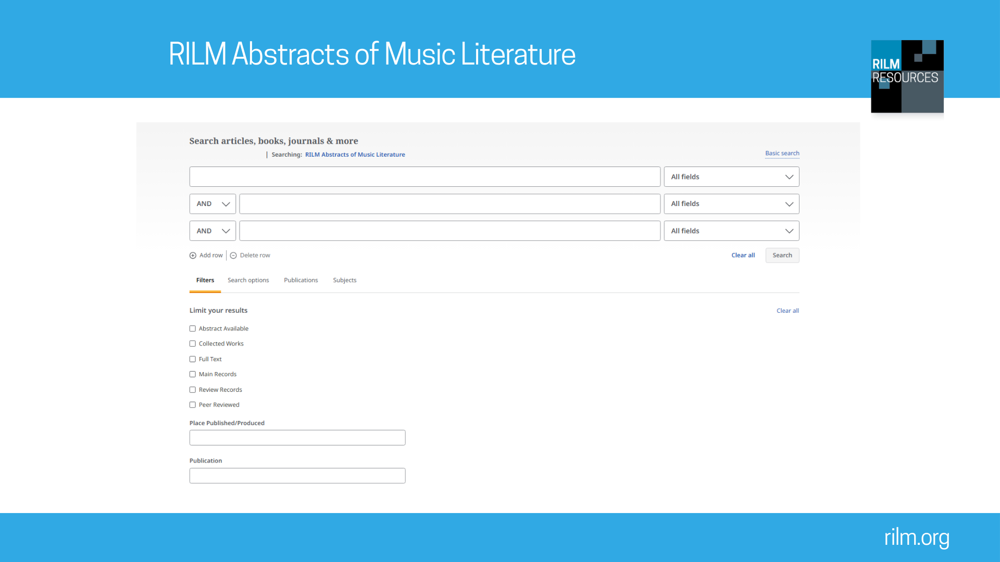 RILM Abstracts of Music Literature
RILM
RESOURCES
Search articles, books, journals & more
| Searching: RILM Abstracts of Music Literature
Basic search
All fields
AND
All fields
AND
All fields
Add row | Delete row
Clear all
Search
Filters
Search options
Publications
Subjects
Limit your results
Clear all
Abstract Available
Collected Works
Full Text
Main Records
Review Records
Peer Reviewed
Place Published/Produced
Publication
rilm.org